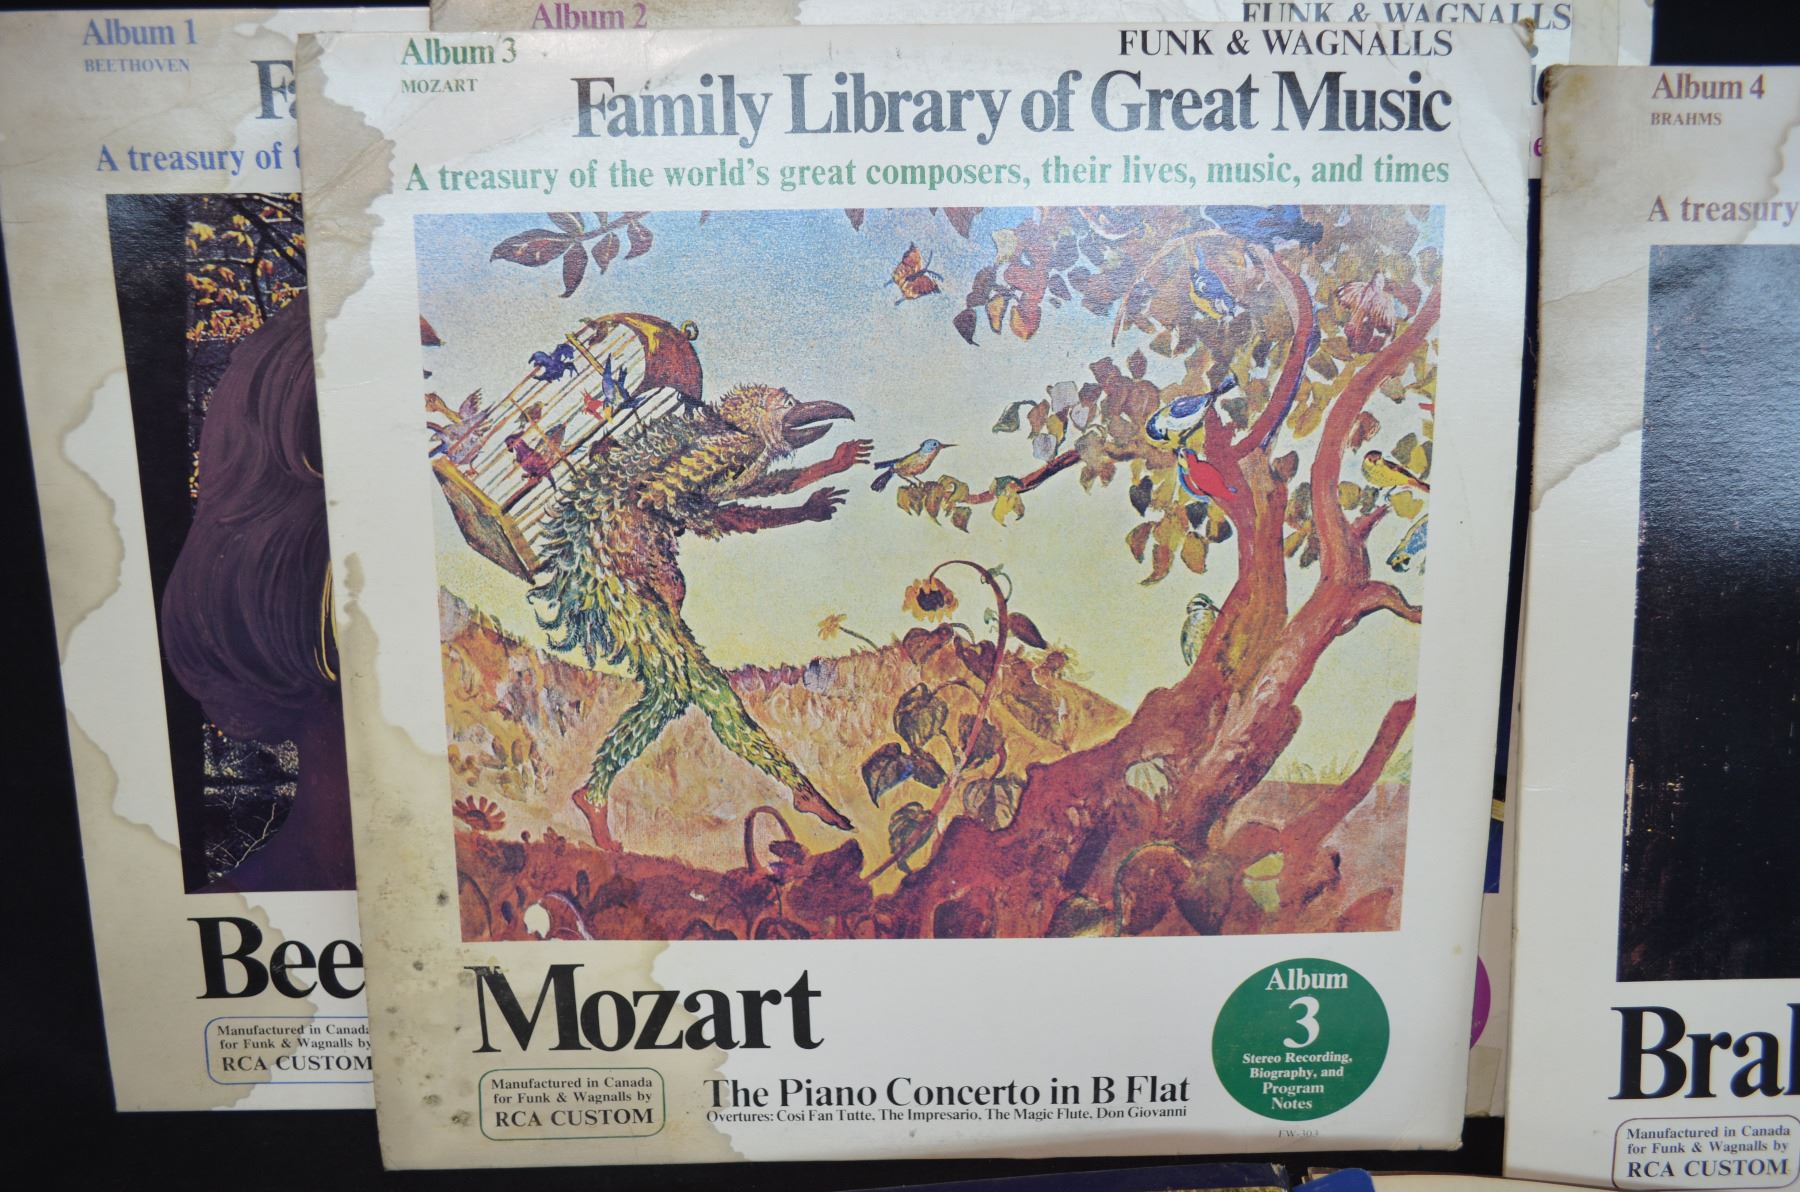 Album 1
BEETHOVEN
A treasury of
Bee
Manufactured in Canada
for Funk & Wagnalls by
RCA CUSTOM
Album 2
FUNK & WAGNALLS
Album 3
MOZART
FUNK & WAGNALLS
Family Library of Great Music
A treasury of the world's great composers, their lives, music, and times
Mozart
Manufactured in Canada
for Funk & Wagnalls by
RCA CUSTOM
The Piano Concerto in B Flat
Overtures: Cosi Fan Tutte, The Impresario, The Magic Flute, Don Giovanni
Album
3
Stereo Recording,
Biography, and
Program
Notes
FW-303
Album 4
BRAHMS
A treasury
Bra
Manufactured in Canada
for Funk & Wagnalls by
RCA CUSTOM